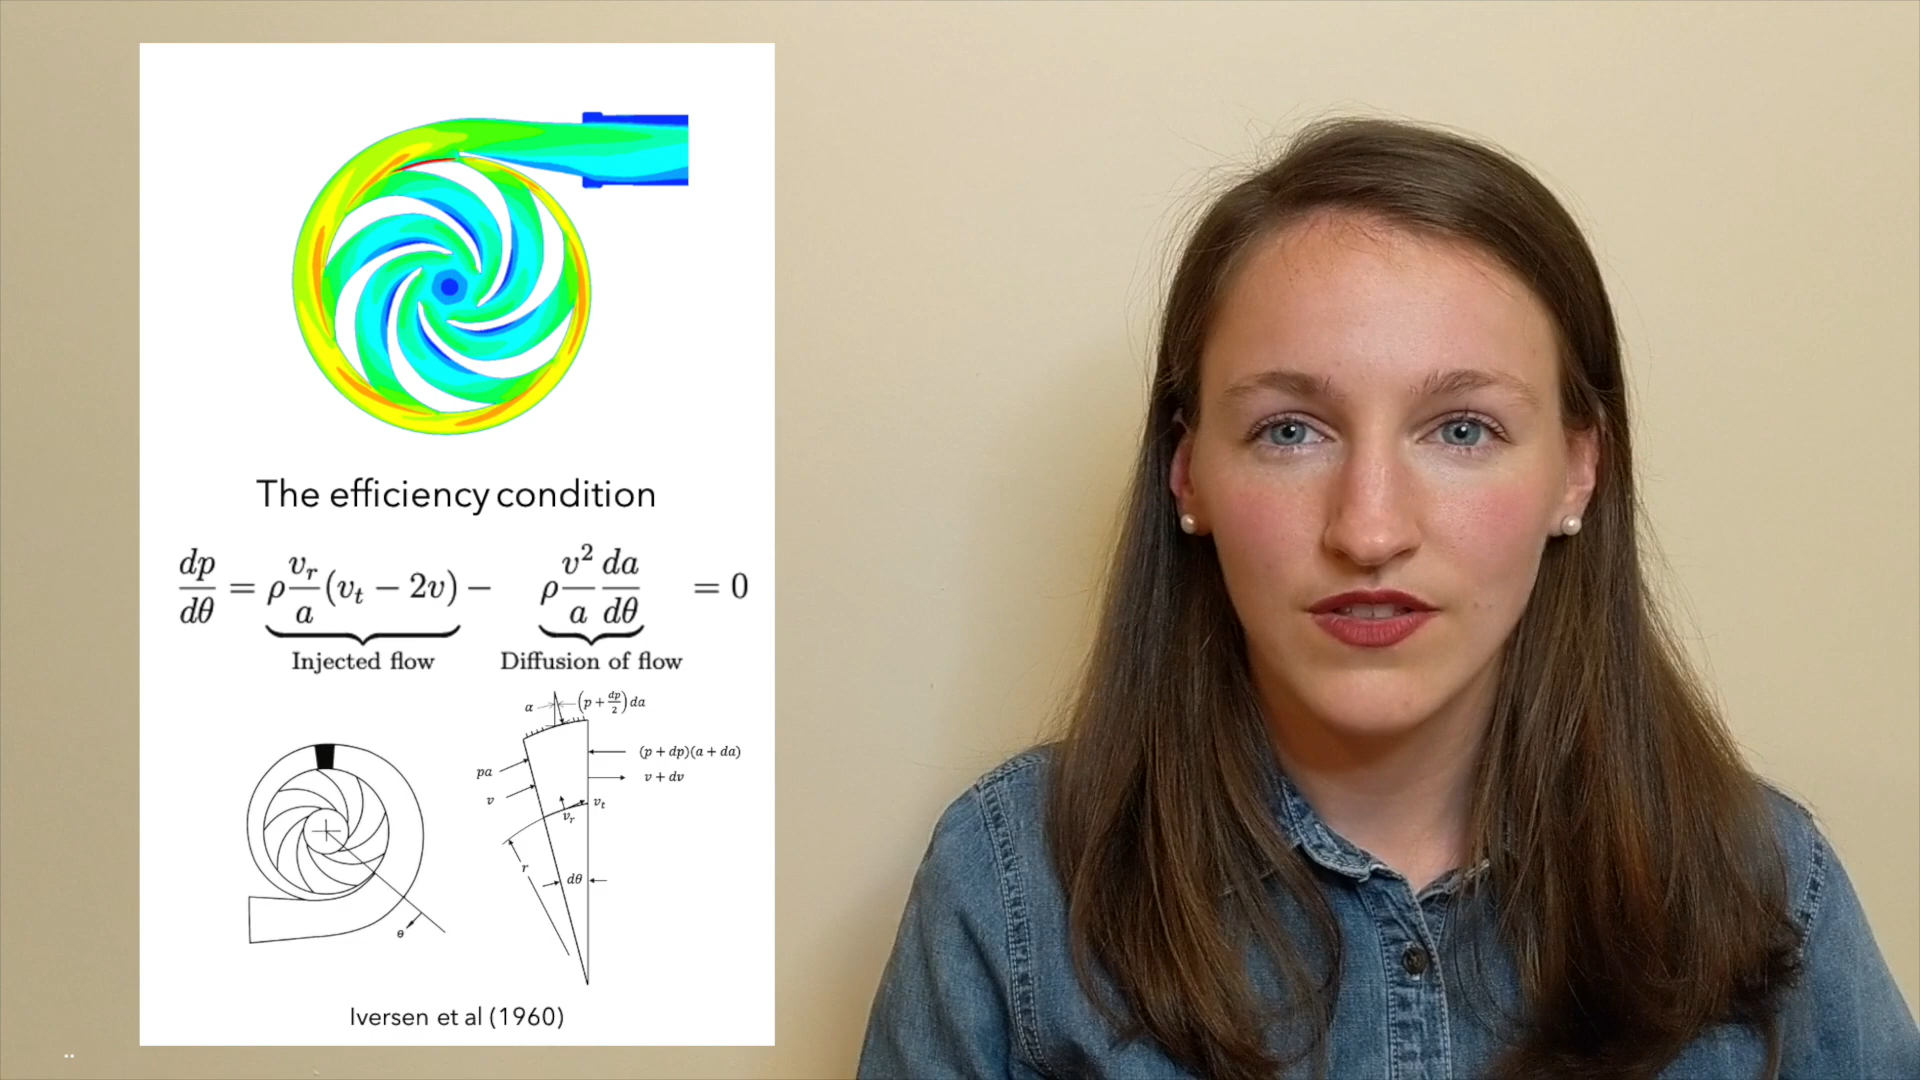 The efficiency condition
dp/dθ = ρ v_r/a (v_t − 2v) − ρ v²/a da/dθ = 0
Injected flow
Diffusion of flow
α
(p + dp/2) da
(p + dp)(a + da)
pa
v + dv
v
v_t
v_r
r
dθ
θ
Iversen et al (1960)